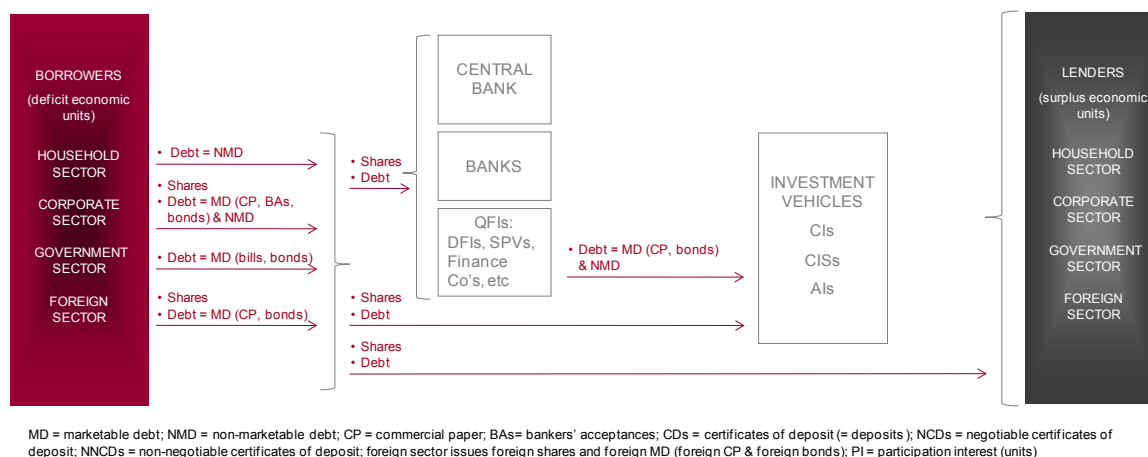 BORROWERS
(deficit economic
units)
HOUSEHOLD
SECTOR
CORPORATE
SECTOR
GOVERNMENT
SECTOR
FOREIGN
SECTOR
• Debt = NMD
• Shares
• Debt = MD (CP, BAs,
bonds) & NMD
• Debt = MD (bills, bonds)
• Shares
• Debt = MD (CP, bonds)
• Shares
• Debt
CENTRAL
BANK
BANKS
QFIs:
DFIs, SPVs,
Finance
Co's, etc
• Debt = MD (CP, bonds)
& NMD
• Shares
• Debt
• Shares
• Debt
INVESTMENT
VEHICLES
CIs
CISs
AIs
LENDERS
(surplus economic
units)
HOUSEHOLD
SECTOR
CORPORATE
SECTOR
GOVERNMENT
SECTOR
FOREIGN
SECTOR
MD = marketable debt; NMD = non-marketable debt; CP = commercial paper; BAs= bankers' acceptances; CDs = certificates of deposit (= deposits); NCDs = negotiable certificates of
deposit; NNCDs = non-negotiable certificates of deposit; foreign sector issues foreign shares and foreign MD (foreign CP & foreign bonds); PI = participation interest (units)